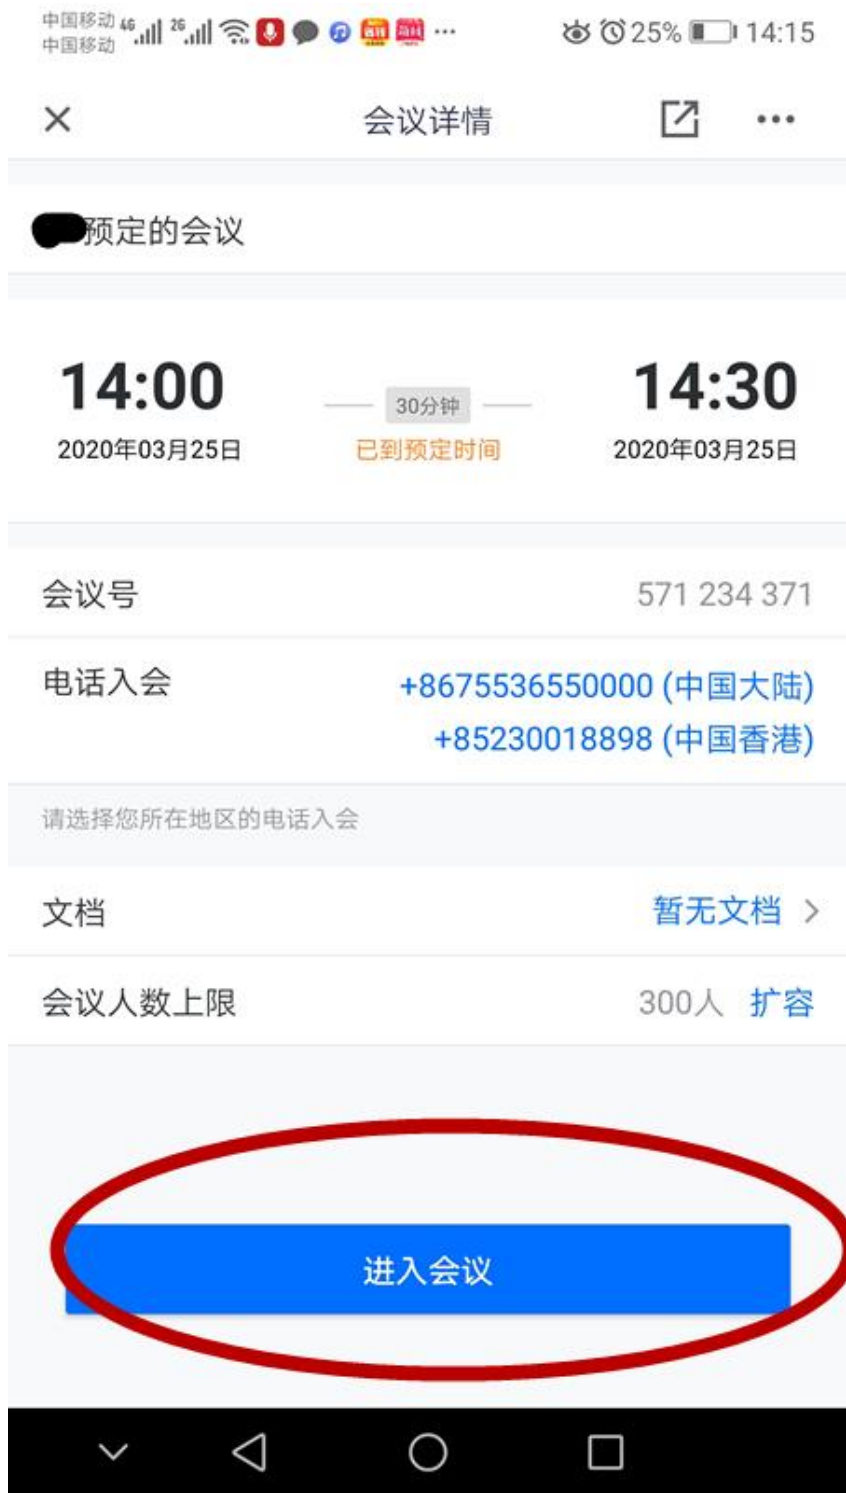 中国移动 4G 2G 25% 14:15
中国移动
会议详情
预定的会议
14:00 14:30
30分钟
2020年03月25日 已到预定时间 2020年03月25日
会议号 571 234 371
电话入会 +8675536550000 (中国大陆)
+85230018898 (中国香港)
请选择您所在地区的电话入会
文档 暂无文档
会议人数上限 300人 扩容
进入会议